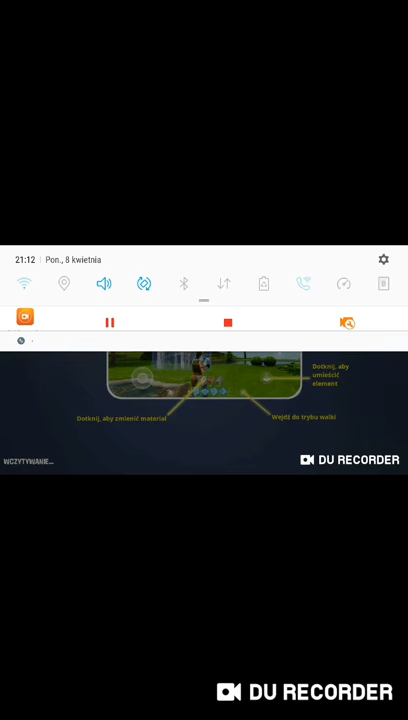 21:12 | Pon., 8 kwietnia
Dotknij, aby
umieścić
element
Dotknij, aby zmienić materiał
Wejdź do trybu walki
WCZYTYWANIE...
DU RECORDER
DU RECORDER